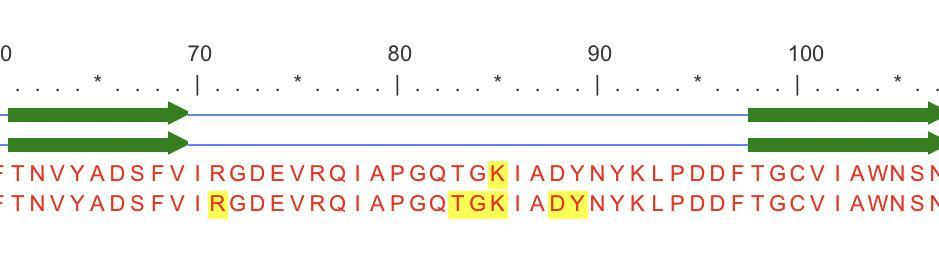 0 70 80 90 100
. . . . * . . . . | . . . . * . . . . | . . . . * . . . . | . . . . * . . . . | . . . . * . .
FTNVYADSFVIRGDEVRQIAPGQTGKIADYNYKLPDDFTGCVIAWNSN
FTNVYADSFVIRGDEVRQIAPGQTGKIADYNYKLPDDFTGCVIAWNSN